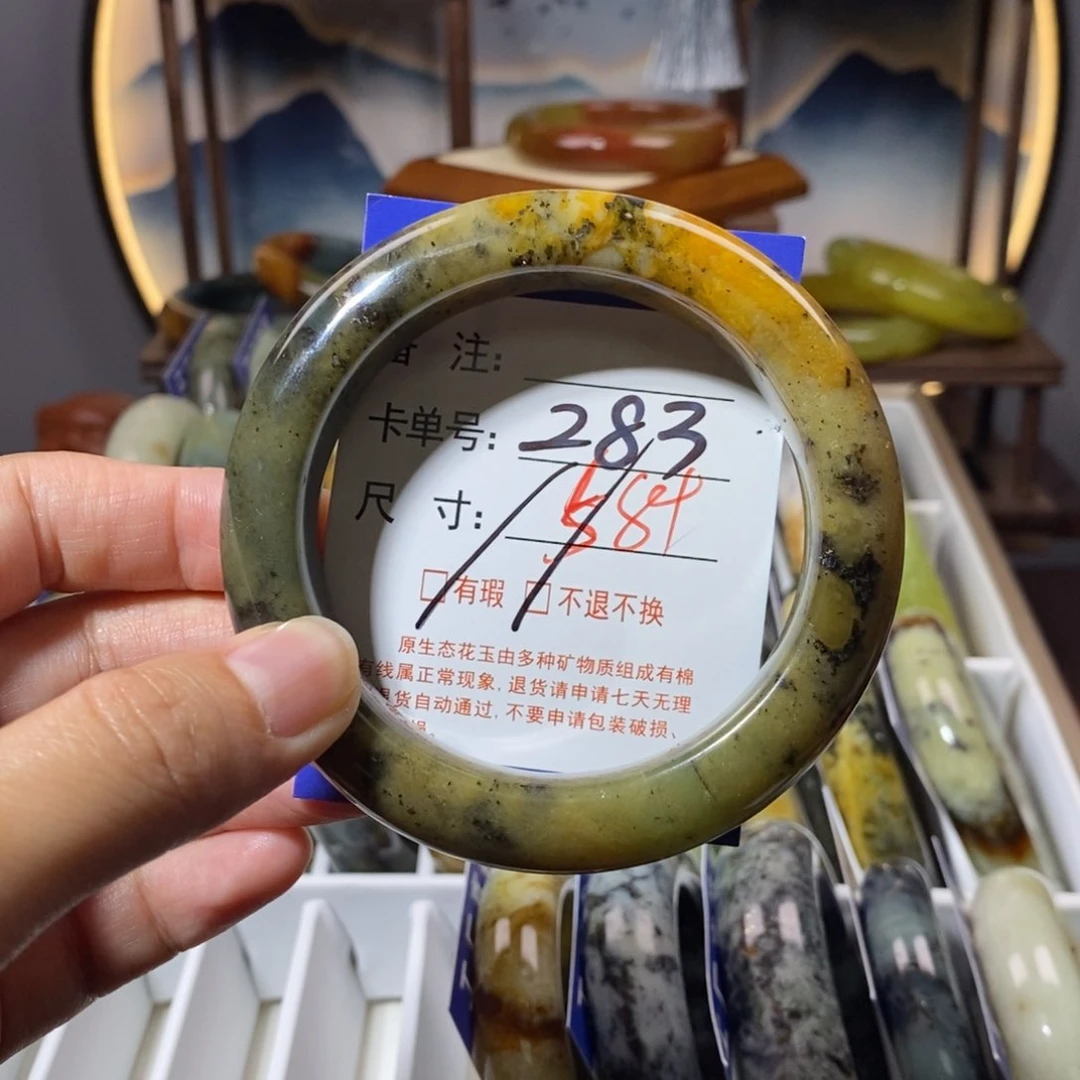 备 注:
卡单号: 283
尺 寸: 584
□有瑕 □不退不换
原生态花玉由多种矿物质组成有棉
有线属正常现象, 退货请申请七天无理
退货自动通过, 不要申请包装破损、